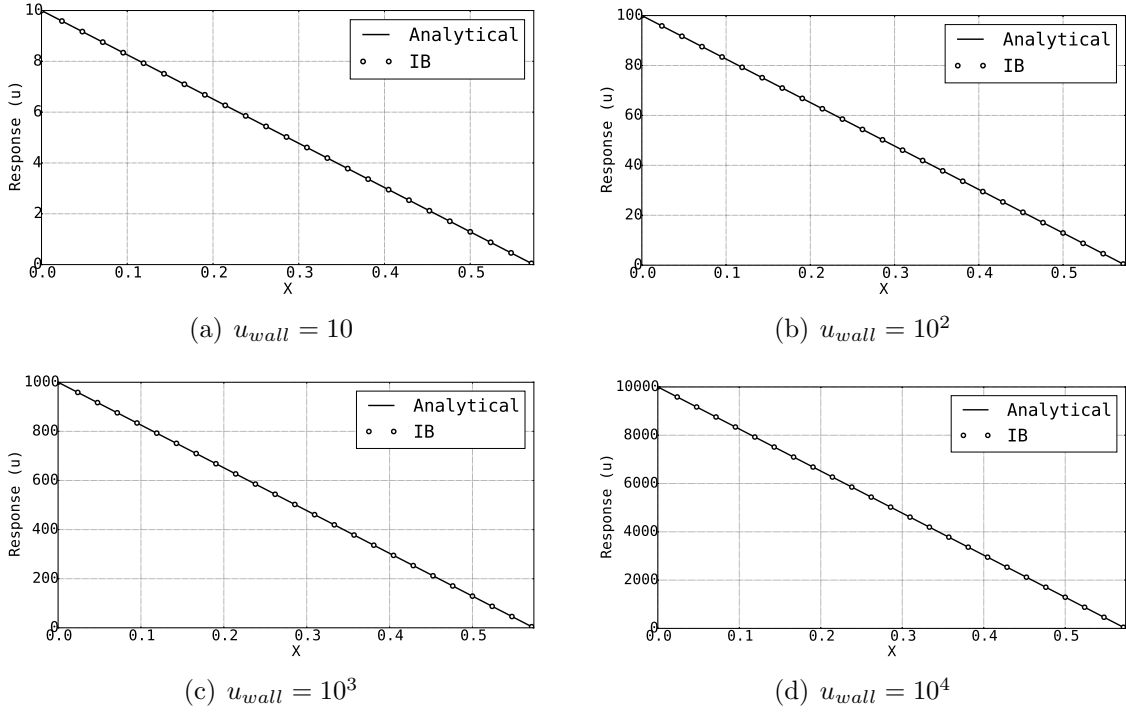 10
8
6
4
2
0
Response (u)
Analytical
IB
0.0 0.1 0.2 0.3 0.4 0.5
X
(a) u_wall = 10
100
80
60
40
20
0
Response (u)
Analytical
IB
0.0 0.1 0.2 0.3 0.4 0.5
X
(b) u_wall = 10^2
1000
800
600
400
200
0
Response (u)
Analytical
IB
0.0 0.1 0.2 0.3 0.4 0.5
X
(c) u_wall = 10^3
10000
8000
6000
4000
2000
0
Response (u)
Analytical
IB
0.0 0.1 0.2 0.3 0.4 0.5
X
(d) u_wall = 10^4